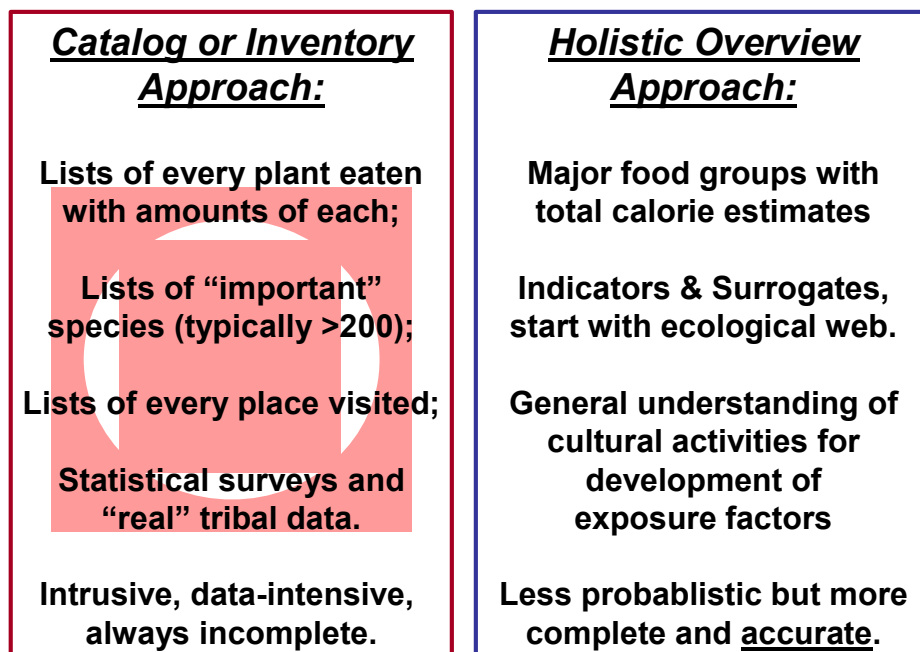 Catalog or Inventory
Approach:
Lists of every plant eaten
with amounts of each;
Lists of “important”
species (typically >200);
Lists of every place visited;
Statistical surveys and
“real” tribal data.
Intrusive, data-intensive,
always incomplete.
Holistic Overview
Approach:
Major food groups with
total calorie estimates
Indicators & Surrogates,
start with ecological web.
General understanding of
cultural activities for
development of
exposure factors
Less probablistic but more
complete and accurate.